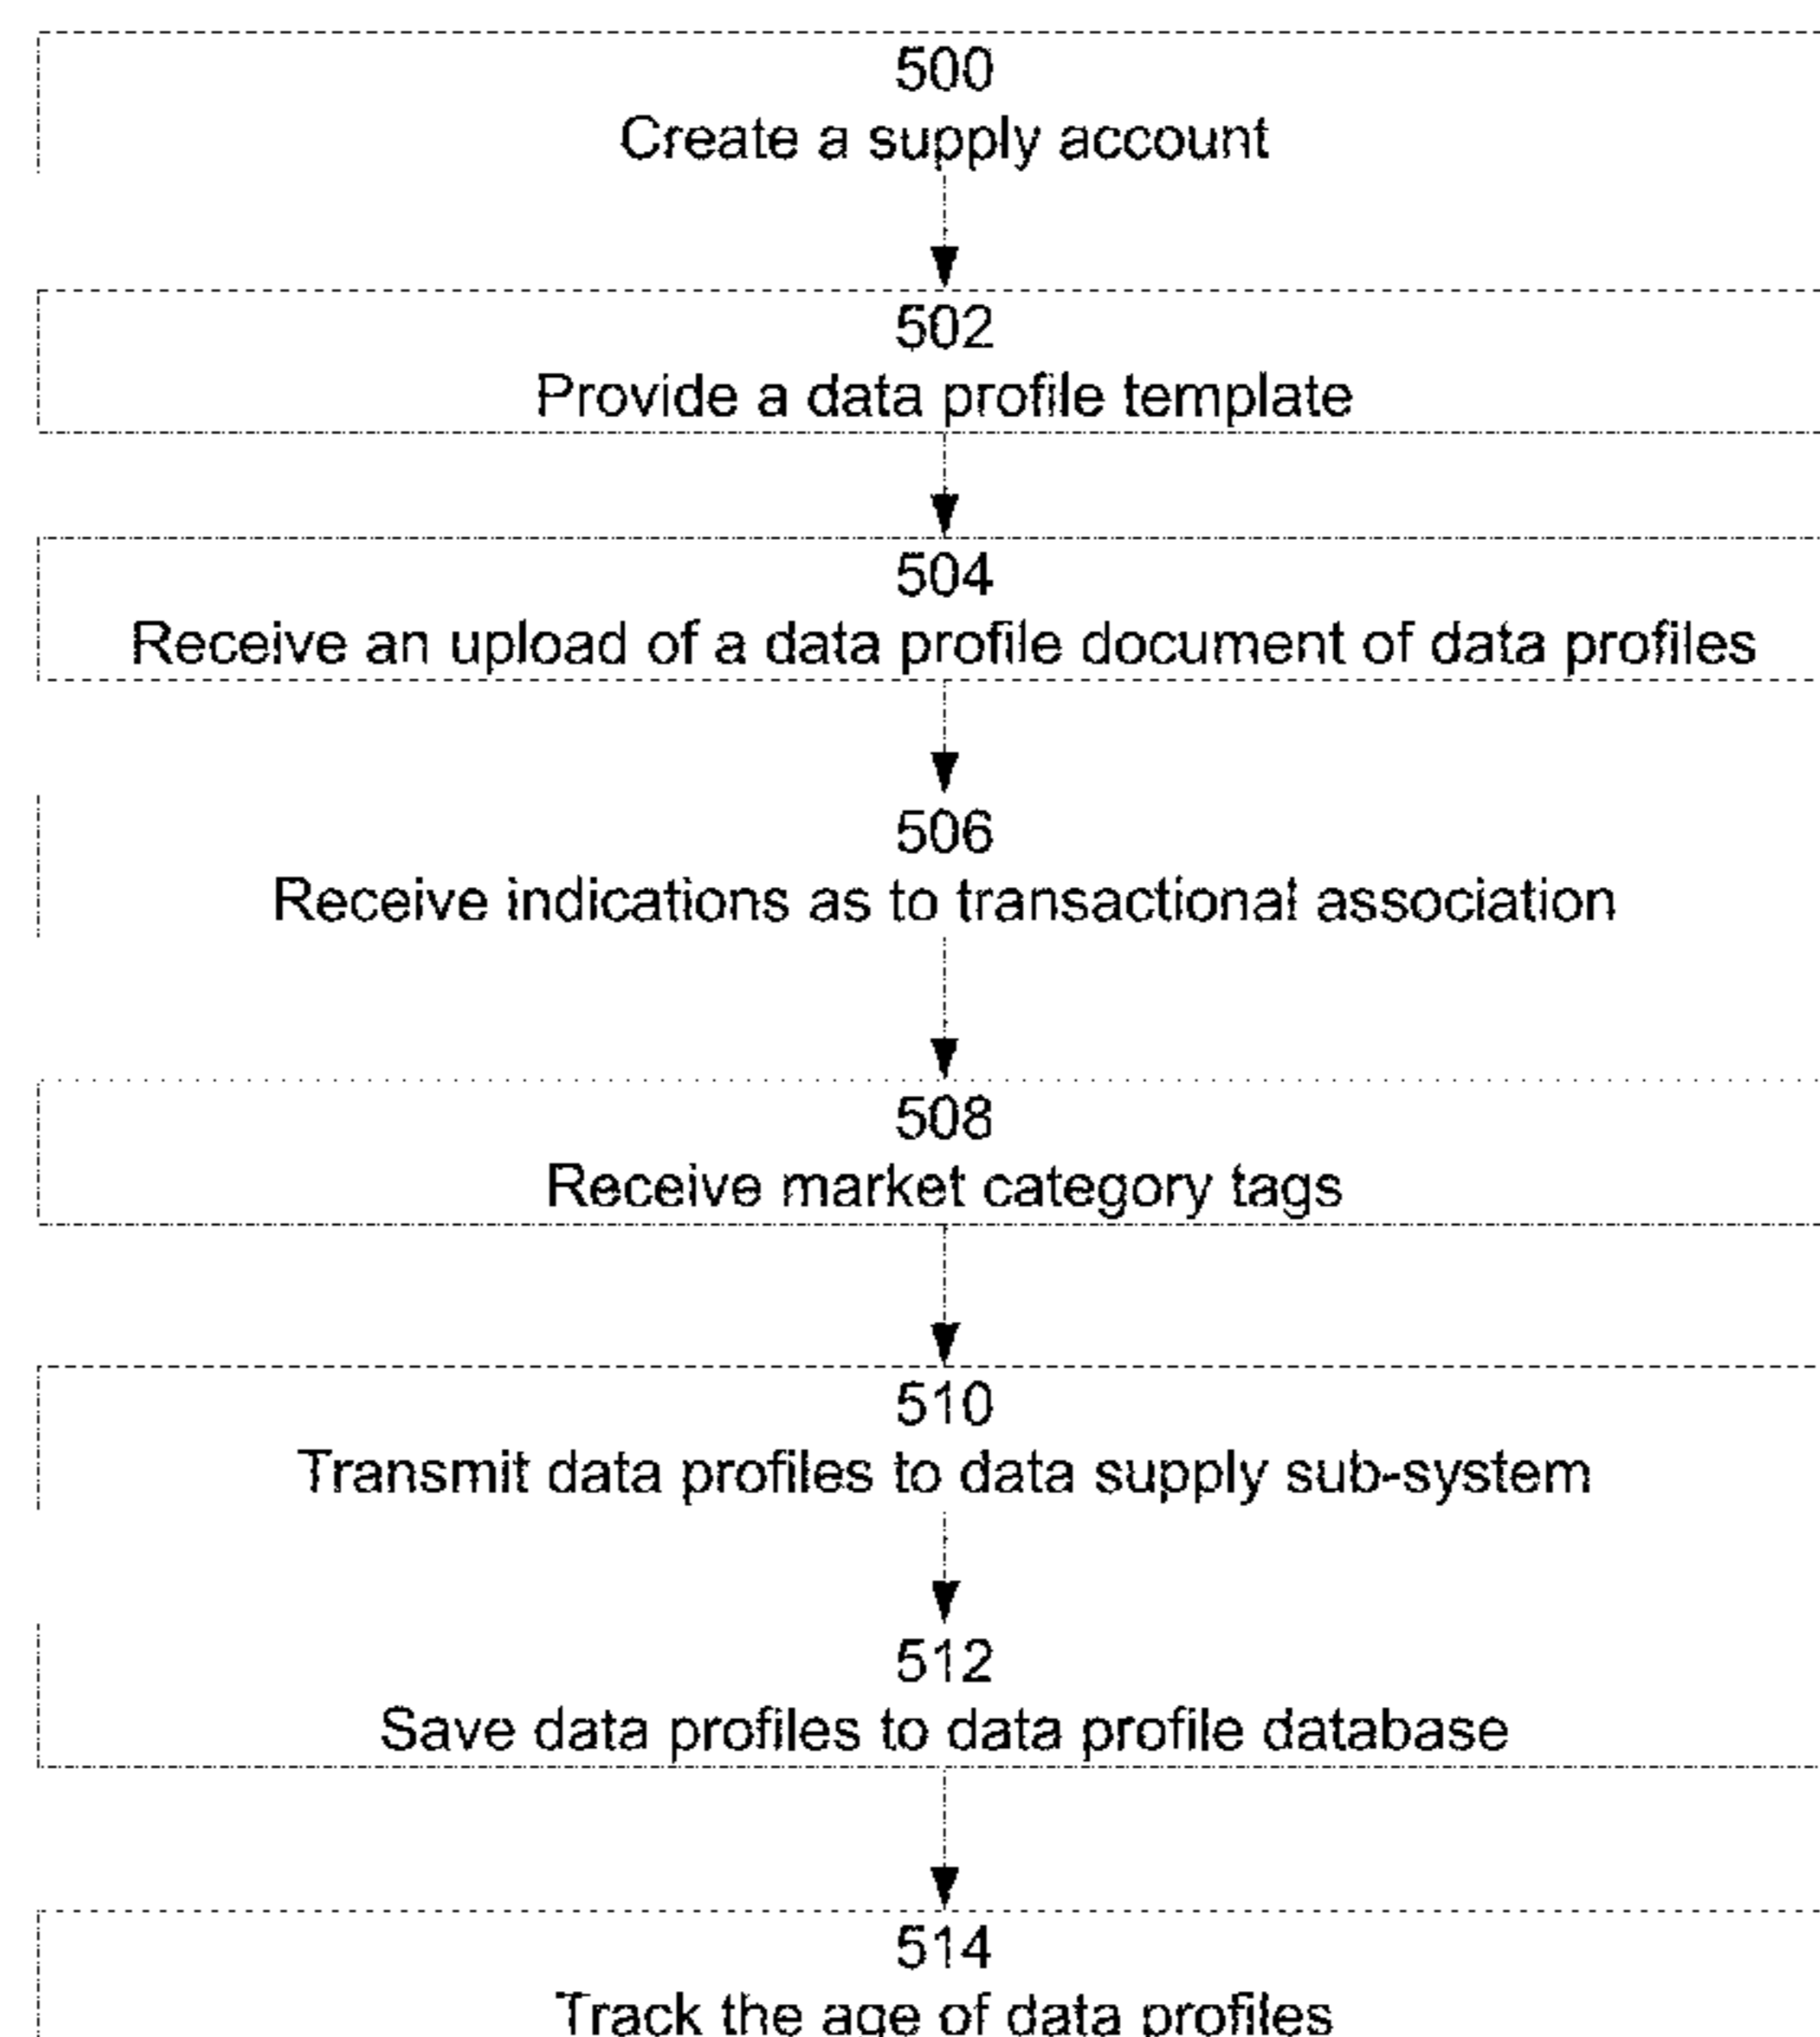 500
Create a supply account
502
Provide a data profile template
504
Receive an upload of a data profile document of data profiles
506
Receive indications as to transactional association
508
Receive market category tags
510
Transmit data profiles to data supply sub-system
512
Save data profiles to data profile database
514
Track the age of data profiles